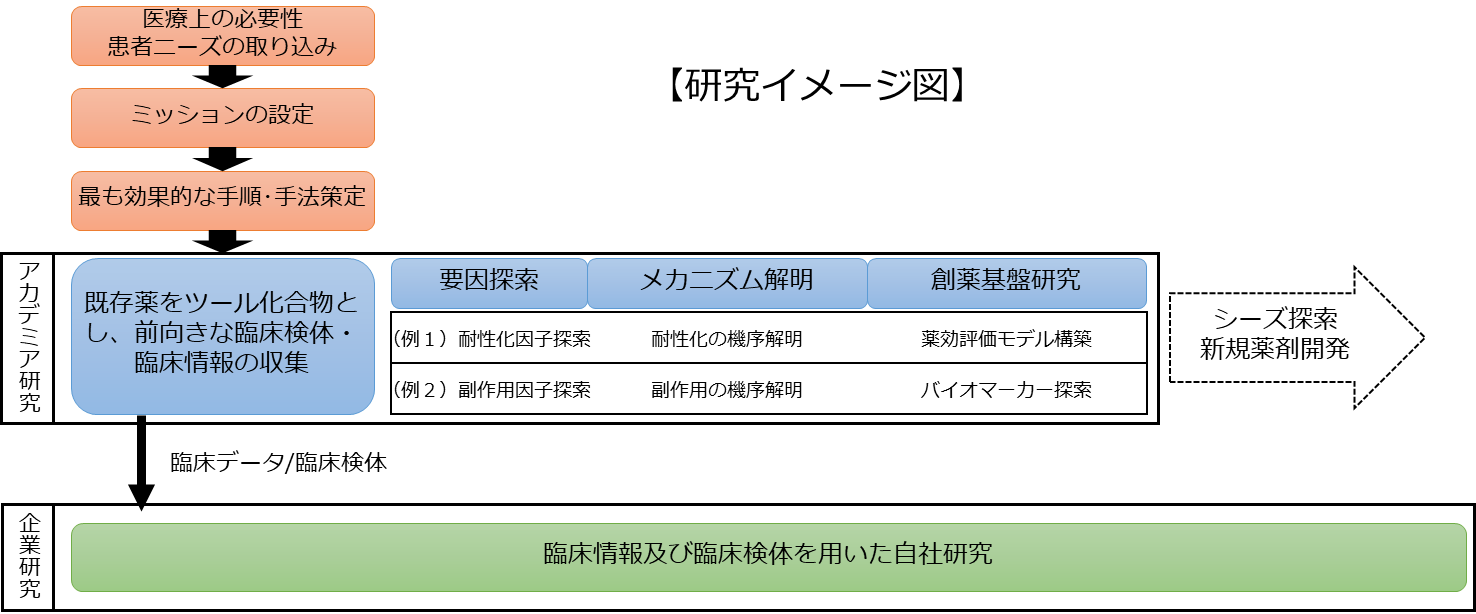 医療上の必要性
患者ニーズの取り込み
【研究イメージ図】
ミッションの設定
最も効果的な手順･手法策定
アカデミア研究
既存薬をツール化合物と
し、前向きな臨床検体・
臨床情報の収集
要因探索
メカニズム解明
創薬基盤研究
（例１）耐性化因子探索
耐性化の機序解明
薬効評価モデル構築
（例２）副作用因子探索
副作用の機序解明
バイオマーカー探索
シーズ探索
新規薬剤開発
臨床データ/臨床検体
企業研究
臨床情報及び臨床検体を用いた自社研究